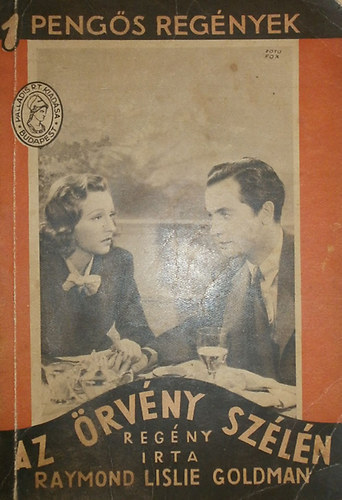 1 PENGŐS REGÉNYEK
FOTO
FOX
PALLADIS R.T. KIADÁSA
BUDAPEST
AZ ÖRVÉNY SZÉLÉN
REGÉNY
IRTA
RAYMOND LISLIE GOLDMAN